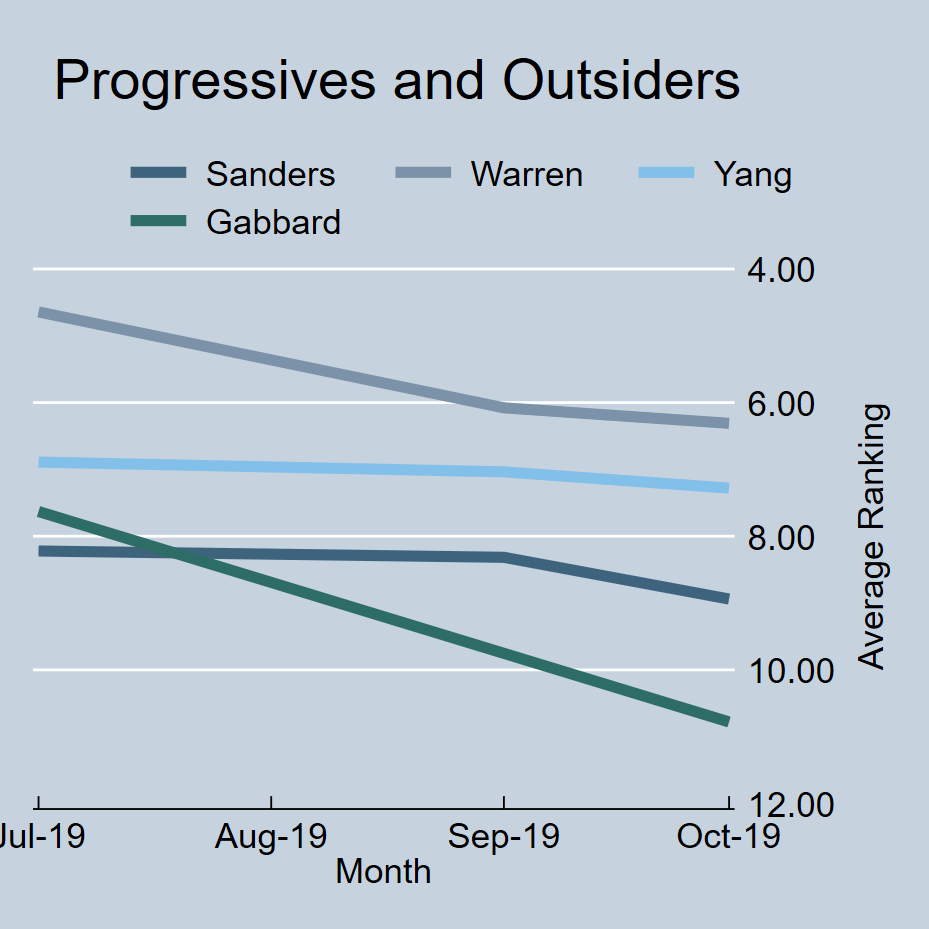 Progressives and Outsiders
Sanders Warren Yang
Gabbard
4.00
6.00
8.00
10.00
12.00
Average Ranking
Jul-19 Aug-19 Sep-19 Oct-19
Month